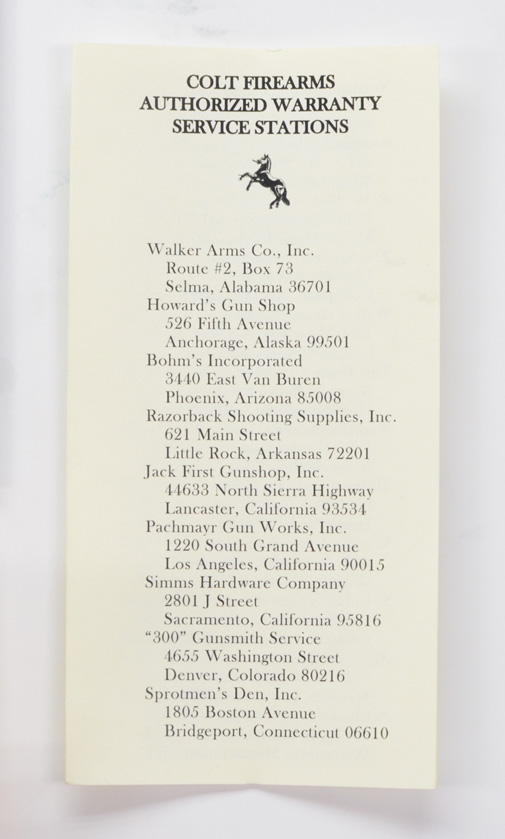 COLT FIREARMS
AUTHORIZED WARRANTY
SERVICE STATIONS
Walker Arms Co., Inc.
Route #2, Box 73
Selma, Alabama 36701
Howard's Gun Shop
526 Fifth Avenue
Anchorage, Alaska 99501
Bohm's Incorporated
3440 East Van Buren
Phoenix, Arizona 85008
Razorback Shooting Supplies, Inc.
621 Main Street
Little Rock, Arkansas 72201
Jack First Gunshop, Inc.
44633 North Sierra Highway
Lancaster, California 93534
Pachmayr Gun Works, Inc.
1220 South Grand Avenue
Los Angeles, California 90015
Simms Hardware Company
2801 J Street
Sacramento, California 95816
“300” Gunsmith Service
4655 Washington Street
Denver, Colorado 80216
Sprotmen's Den, Inc.
1805 Boston Avenue
Bridgeport, Connecticut 06610